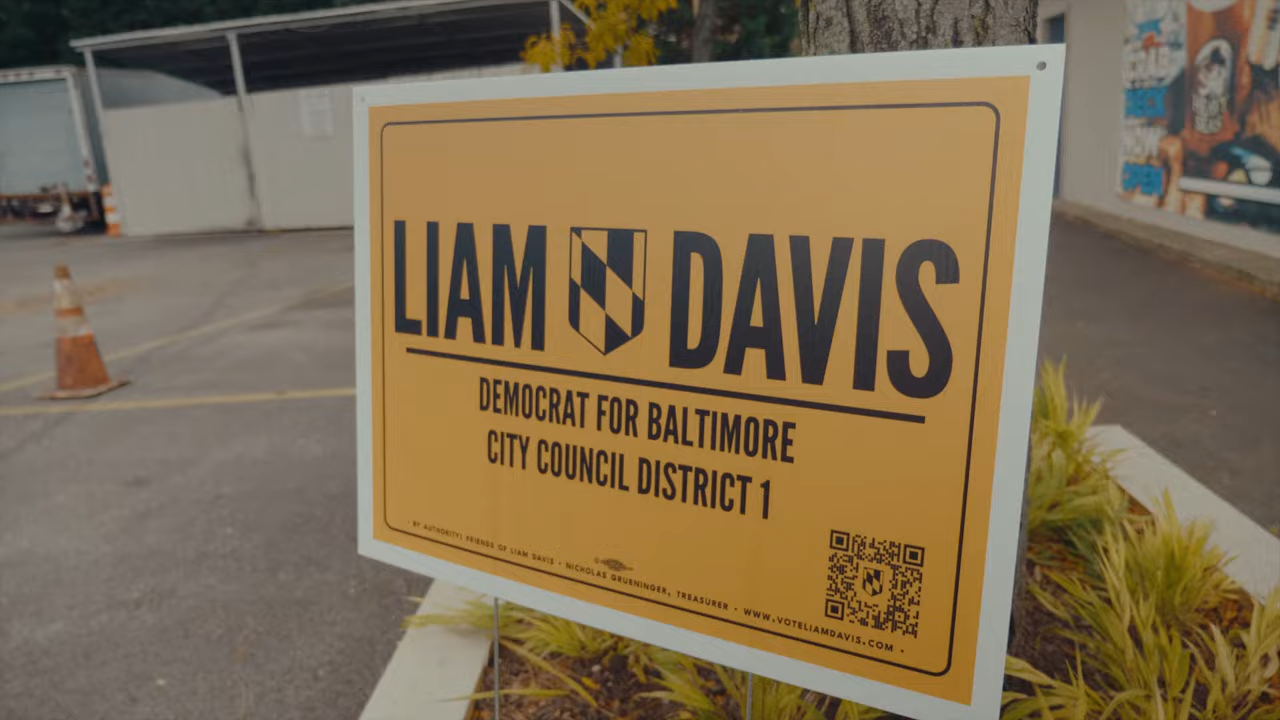 LIAM DAVIS
DEMOCRAT FOR BALTIMORE
CITY COUNCIL DISTRICT 1
• BY AUTHORITY: FRIENDS OF LIAM DAVIS • NICHOLAS GRUENINGER, TREASURER • WWW.VOTELIAMDAVIS.COM •